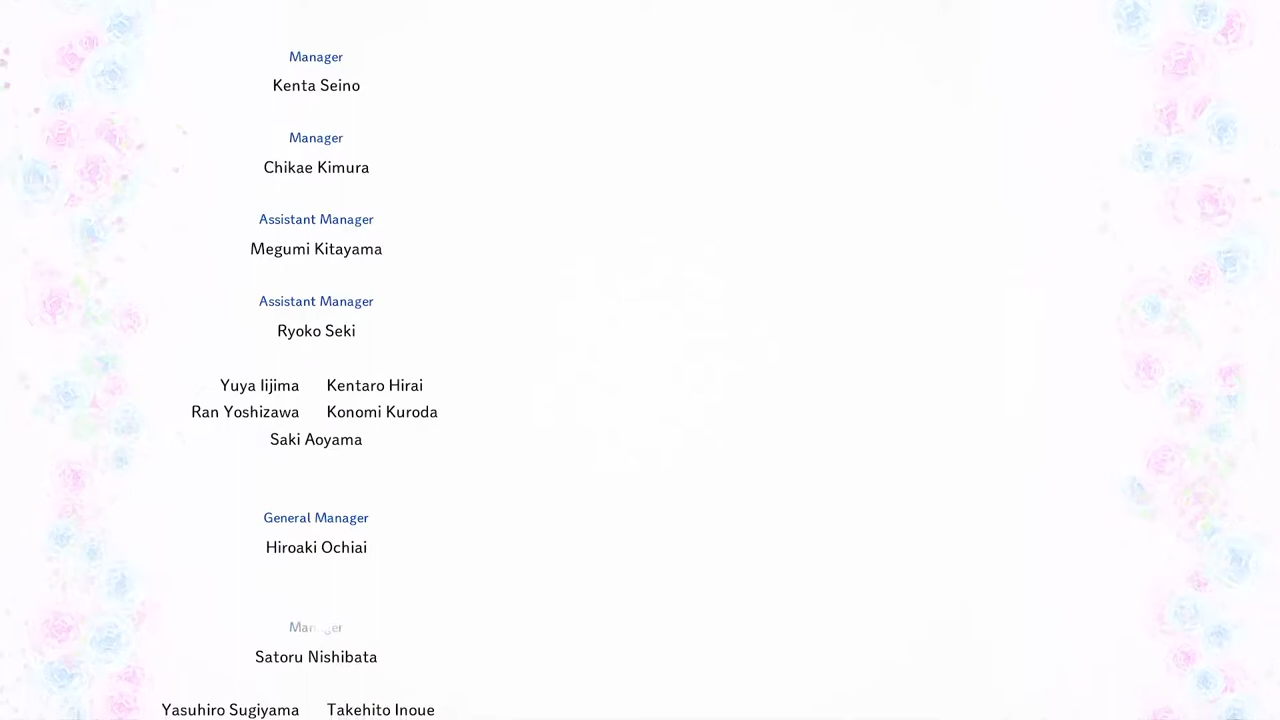 Manager
Kenta Seino
Manager
Chikae Kimura
Assistant Manager
Megumi Kitayama
Assistant Manager
Ryoko Seki
Yuya Iijima Kentaro Hirai
Ran Yoshizawa Konomi Kuroda
Saki Aoyama
General Manager
Hiroaki Ochiai
Manager
Satoru Nishibata
Yasuhiro Sugiyama Takehito Inoue